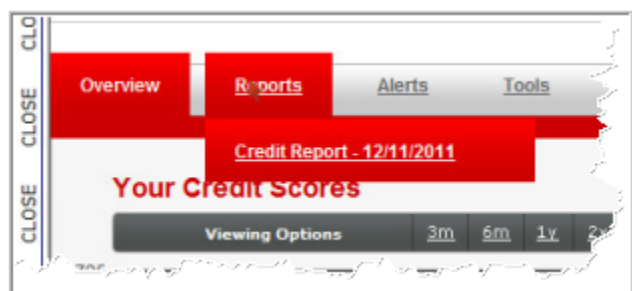 CLO
CLOSE
CLOSE
Overview Reports Alerts Tools
Credit Report - 12/11/2011
Your Credit Scores
Viewing Options 3m 6m 1y